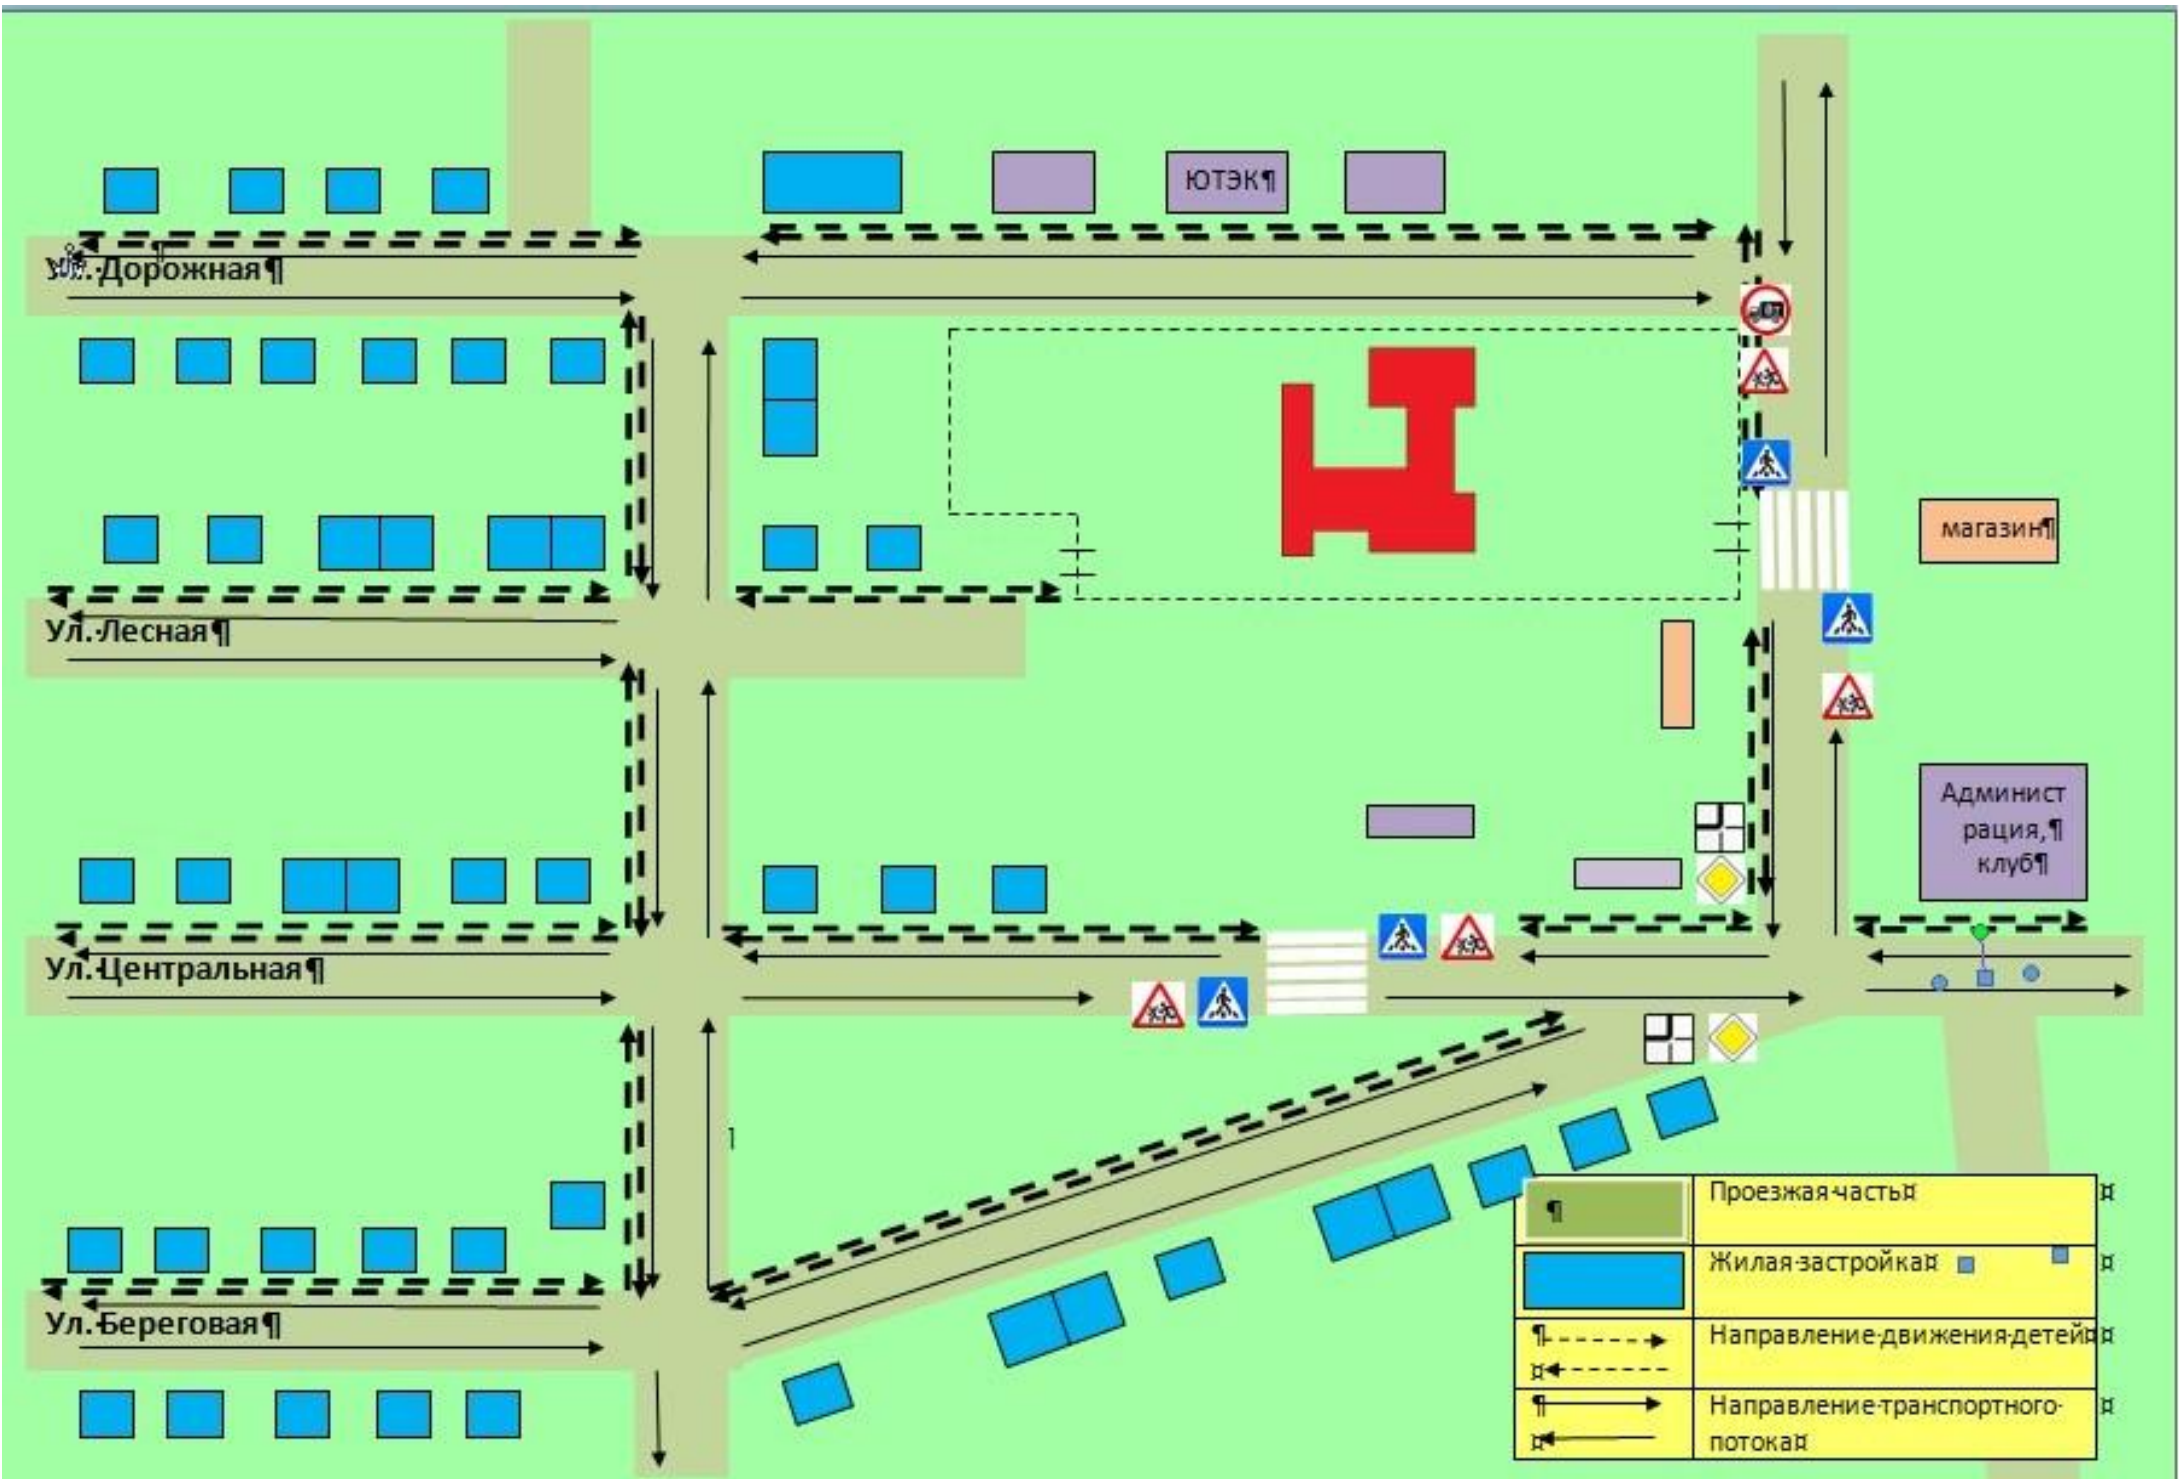 ЮТЭК¶
Ул.·Дорожная¶
магазин¶
Ул.·Лесная¶
Админист
рация,¶
клуб¶
Ул.·Центральная¶
Ул.·Береговая¶
¶
Проезжая·часть¤
¤
Жилая·застройка¤
¤
¶
Направление·движения·детей¤
¤
¤
¶
Направление·транспортного·
¤
¤
потока¤